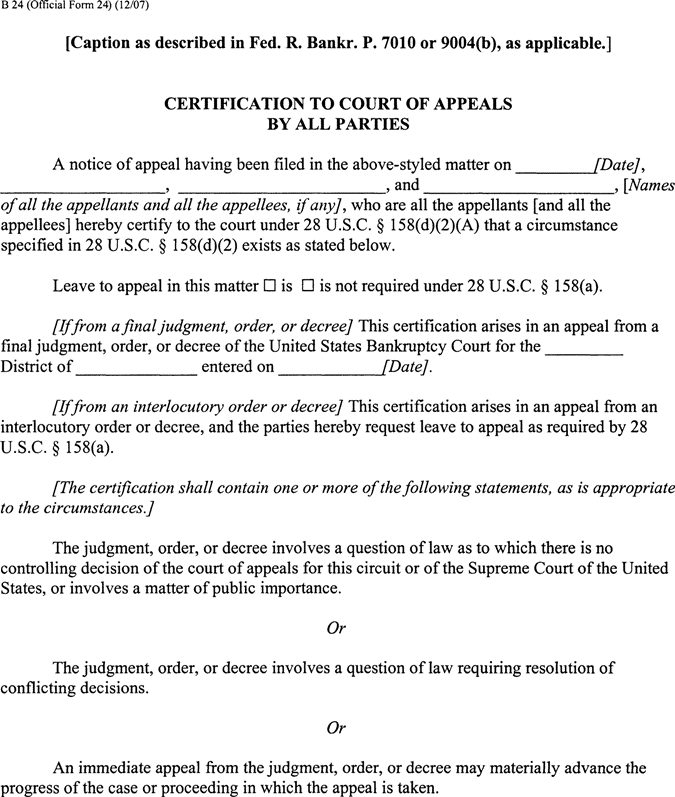 B 24 (Official Form 24) (12/07)
[Caption as described in Fed. R. Bankr. P. 7010 or 9004(b), as applicable.]
CERTIFICATION TO COURT OF APPEALS
BY ALL PARTIES
A notice of appeal having been filed in the above-styled matter on _________[Date],
___________________, ________________________, and ______________________, [Names
of all the appellants and all the appellees, if any], who are all the appellants [and all the
appellees] hereby certify to the court under 28 U.S.C. § 158(d)(2)(A) that a circumstance
specified in 28 U.S.C. § 158(d)(2) exists as stated below.
Leave to appeal in this matter ☐ is ☐ is not required under 28 U.S.C. § 158(a).
[If from a final judgment, order, or decree] This certification arises in an appeal from a
final judgment, order, or decree of the United States Bankruptcy Court for the _________
District of ______________ entered on ____________[Date].
[If from an interlocutory order or decree] This certification arises in an appeal from an
interlocutory order or decree, and the parties hereby request leave to appeal as required by 28
U.S.C. § 158(a).
[The certification shall contain one or more of the following statements, as is appropriate
to the circumstances.]
The judgment, order, or decree involves a question of law as to which there is no
controlling decision of the court of appeals for this circuit or of the Supreme Court of the United
States, or involves a matter of public importance.
Or
The judgment, order, or decree involves a question of law requiring resolution of
conflicting decisions.
Or
An immediate appeal from the judgment, order, or decree may materially advance the
progress of the case or proceeding in which the appeal is taken.